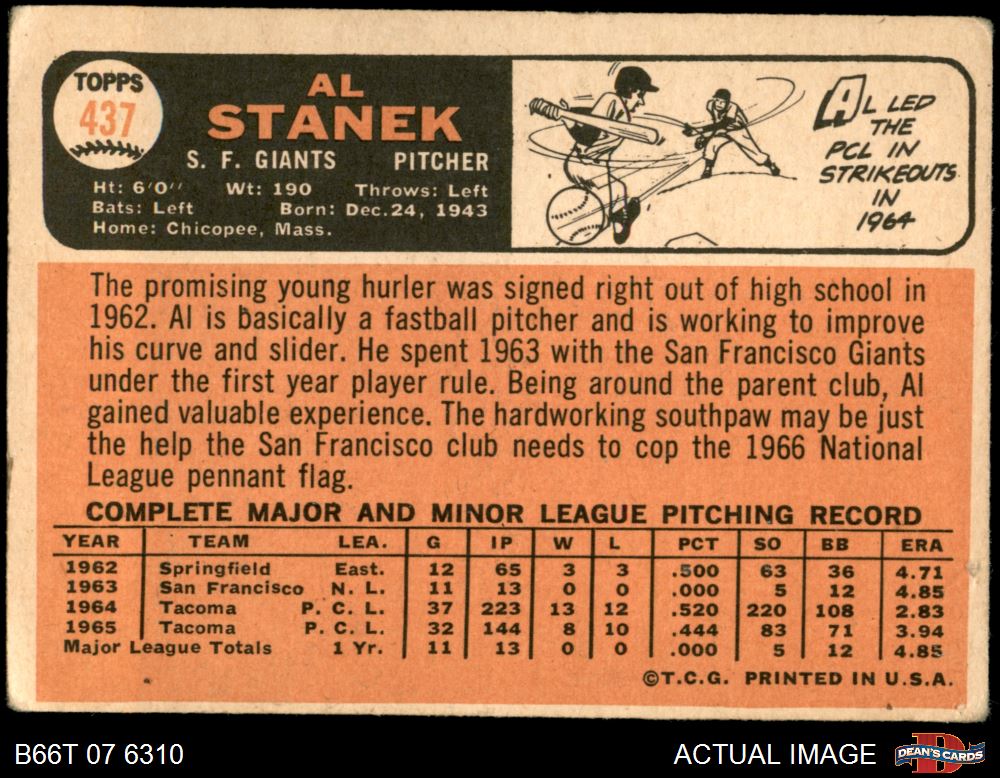 TOPPS
437
AL
STANEK
S. F. GIANTS PITCHER
Ht: 6'0" Wt: 190 Throws: Left
Bats: Left Born: Dec. 24, 1943
Home: Chicopee, Mass.
AL LED
THE
PCL IN
STRIKEOUTS
IN
1964
The promising young hurler was signed right out of high school in
1962. Al is basically a fastball pitcher and is working to improve
his curve and slider. He spent 1963 with the San Francisco Giants
under the first year player rule. Being around the parent club, Al
gained valuable experience. The hardworking southpaw may be just
the help the San Francisco club needs to cop the 1966 National
League pennant flag.
COMPLETE MAJOR AND MINOR LEAGUE PITCHING RECORD
YEAR TEAM LEA. G IP W L PCT SO BB ERA
1962 Springfield East. 12 65 3 3 .500 63 36 4.71
1963 San Francisco N. L. 11 13 0 0 .000 5 12 4.85
1964 Tacoma P. C. L. 37 223 13 12 .520 220 108 2.83
1965 Tacoma P. C. L. 32 144 8 10 .444 83 71 3.94
Major League Totals 1 Yr. 11 13 0 0 .000 5 12 4.85
©T.C.G. PRINTED IN U.S.A.
B66T 07 6310 ACTUAL IMAGE DEAN'S CARDS